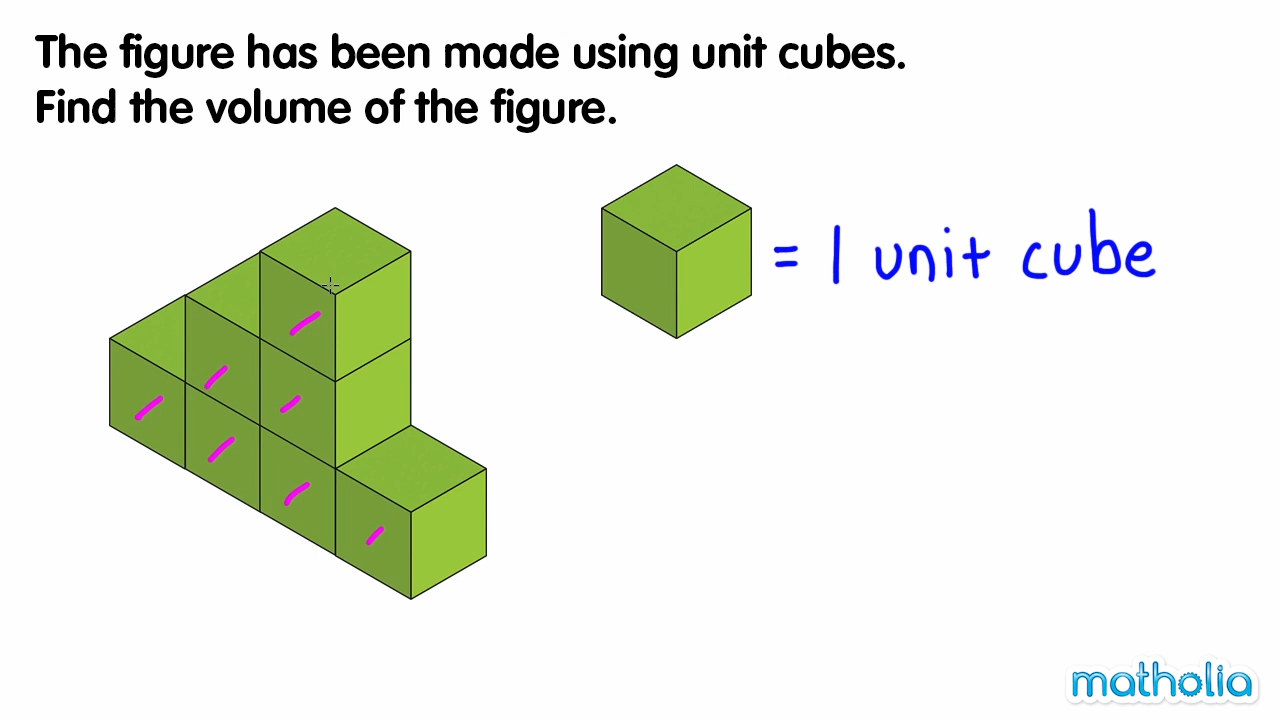 The figure has been made using unit cubes.
Find the volume of the figure.
= 1 unit cube
matholia